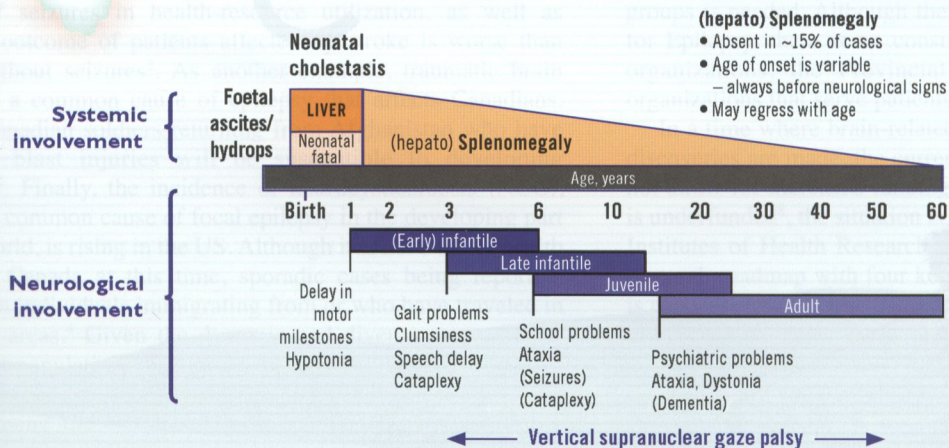 (hepato) Splenomegaly
• Absent in ~15% of cases
• Age of onset is variable
– always before neurological signs
• May regress with age
Neonatal
cholestasis
Systemic
involvement
Foetal
ascites/
hydrops
LIVER
Neonatal
fatal
(hepato) Splenomegaly
Age, years
Birth 2 3 6 10 20 30 40 50 60
Neurological
involvement
(Early) infantile
Late infantile
Juvenile
Adult
Delay in
motor
milestones
Hypotonia
Gait problems
Clumsiness
Speech delay
Cataplexy
School problems
Ataxia
(Seizures)
(Cataplexy)
Psychiatric problems
Ataxia, Dystonia
(Dementia)
Vertical supranuclear gaze palsy